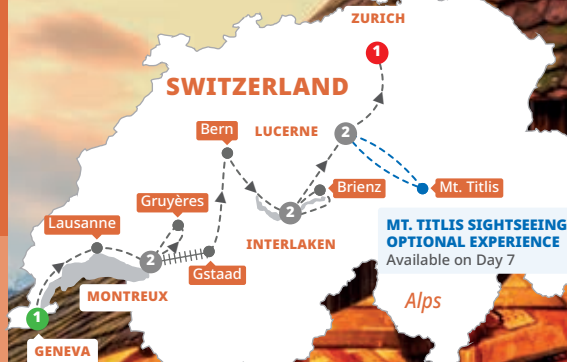 ZURICH
1
SWITZERLAND
Bern
LUCERNE
2
Brienz
Mt. Titlis
Gruyères
2
Lausanne
INTERLAKEN
MT. TITLIS SIGHTSEEING
OPTIONAL EXPERIENCE
Available on Day 7
2
Gstaad
MONTREUX
Alps
1
GENEVA